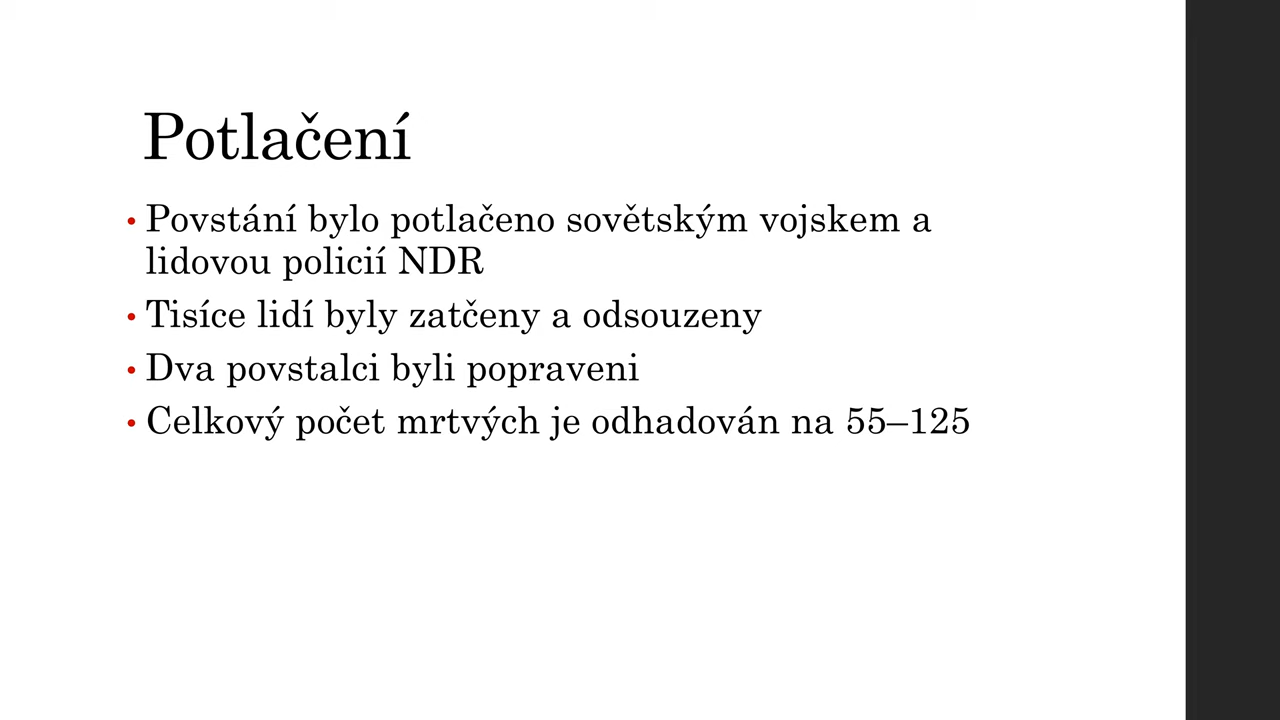 Potlačení
• Povstání bylo potlačeno sovětským vojskem a
lidovou policií NDR
• Tisíce lidí byly zatčeny a odsouzeny
• Dva povstalci byli popraveni
• Celkový počet mrtvých je odhadován na 55–125